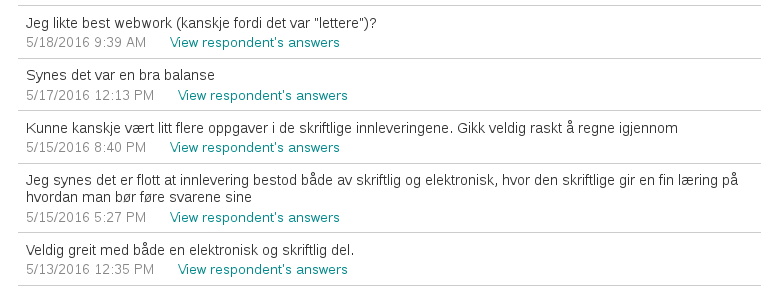 Jeg likte best webwork (kanskje fordi det var "lettere")?
5/18/2016 9:39 AM View respondent's answers
Synes det var en bra balanse
5/17/2016 12:13 PM View respondent's answers
Kunne kanskje vært litt flere oppgaver i de skriftlige innleveringene. Gikk veldig raskt å regne igjennom
5/15/2016 8:40 PM View respondent's answers
Jeg synes det er flott at innlevering bestod både av skriftlig og elektronisk, hvor den skriftlige gir en fin læring på
hvordan man bør føre svarene sine
5/15/2016 5:27 PM View respondent's answers
Veldig greit med både en elektronisk og skriftlig del.
5/13/2016 12:35 PM View respondent's answers